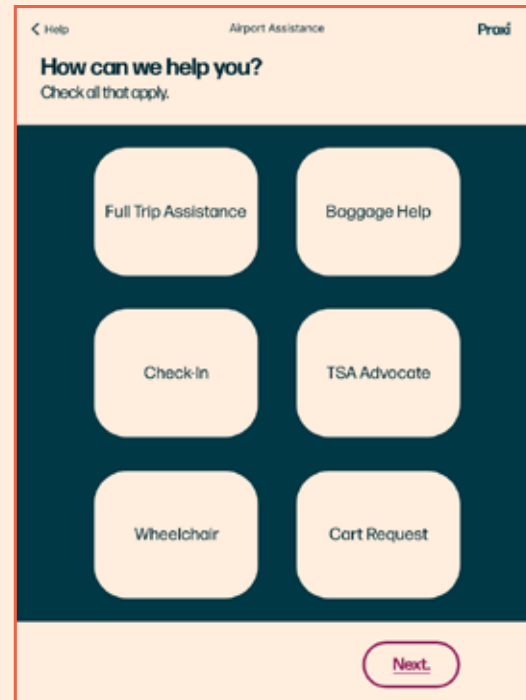 Help
Airport Assistance
Proxi
How can we help you?
Check all that apply.
Full Trip Assistance
Baggage Help
Check-In
TSA Advocate
Wheelchair
Cart Request
Next.